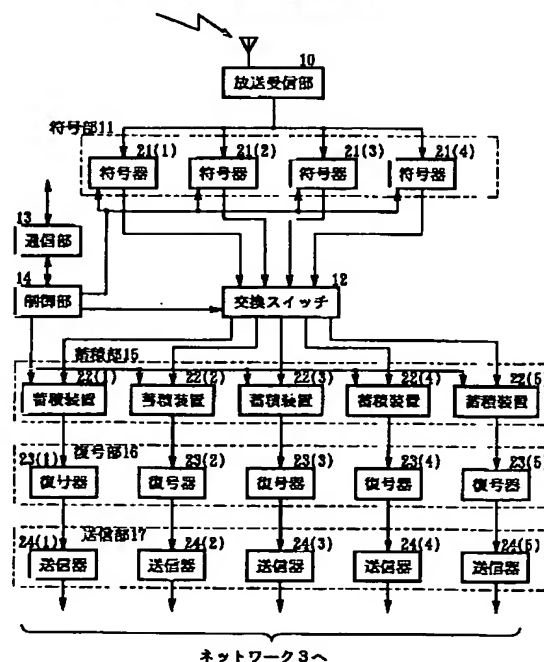 10
放送受信部
符号部11
21(1) 21(2) 21(3) 21(4)
符号器 符号器 符号器 符号器
13
通信部
14
制御部
12
交換スイッチ
蓄積部15
22(1) 22(2) 22(3) 22(4) 22(5
蓄積装置 蓄積装置 蓄積装置 蓄積装置 蓄積装置
復号部16
23(1) 23(2) 23(3) 23(4) 23(5
復号器 復号器 復号器 復号器 復号器
送信部17
24(1) 24(2) 24(3) 24(4) 24(5)
送信器 送信器 送信器 送信器 送信器
ネットワーク3へ